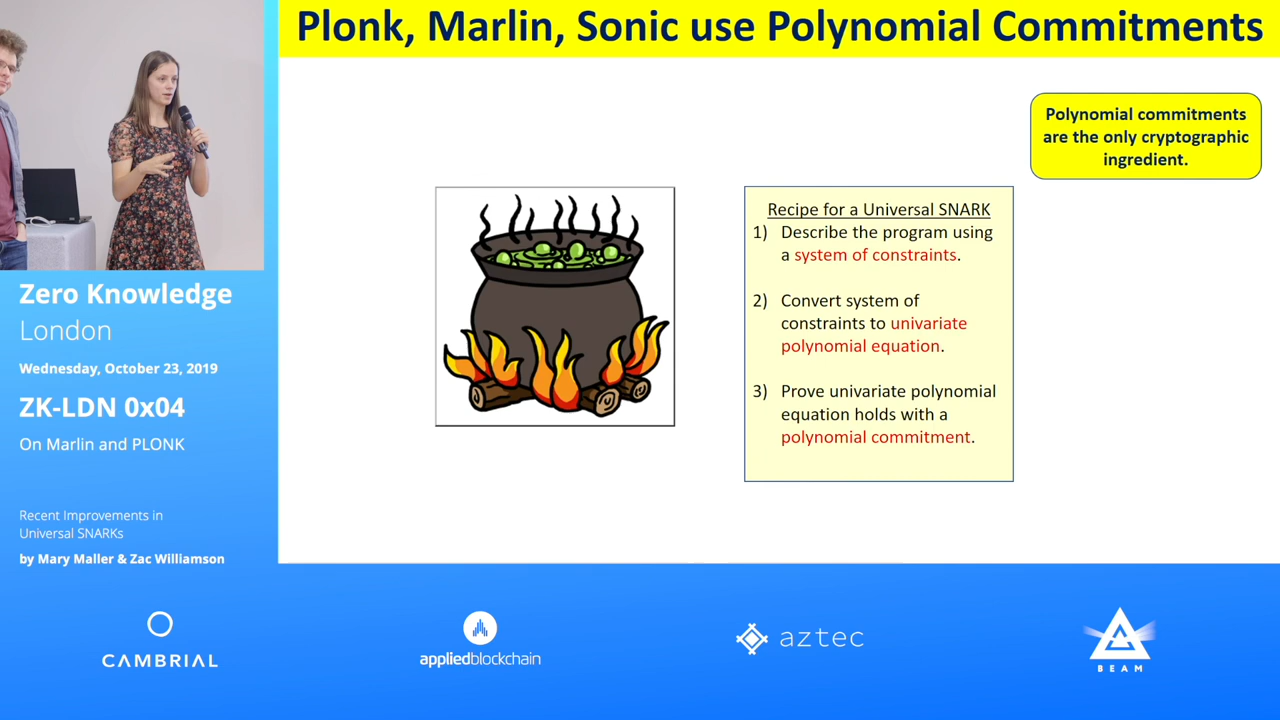 Plonk, Marlin, Sonic use Polynomial Commitments
Polynomial commitments
are the only cryptographic
ingredient.
Recipe for a Universal SNARK
1) Describe the program using
a system of constraints.
2) Convert system of
constraints to univariate
polynomial equation.
3) Prove univariate polynomial
equation holds with a
polynomial commitment.
Zero Knowledge
London
Wednesday, October 23, 2019
ZK-LDN 0x04
On Marlin and PLONK
Recent Improvements in
Universal SNARKs
by Mary Maller & Zac Williamson
CAMBRIAL
appliedblockchain
aztec
BEAM